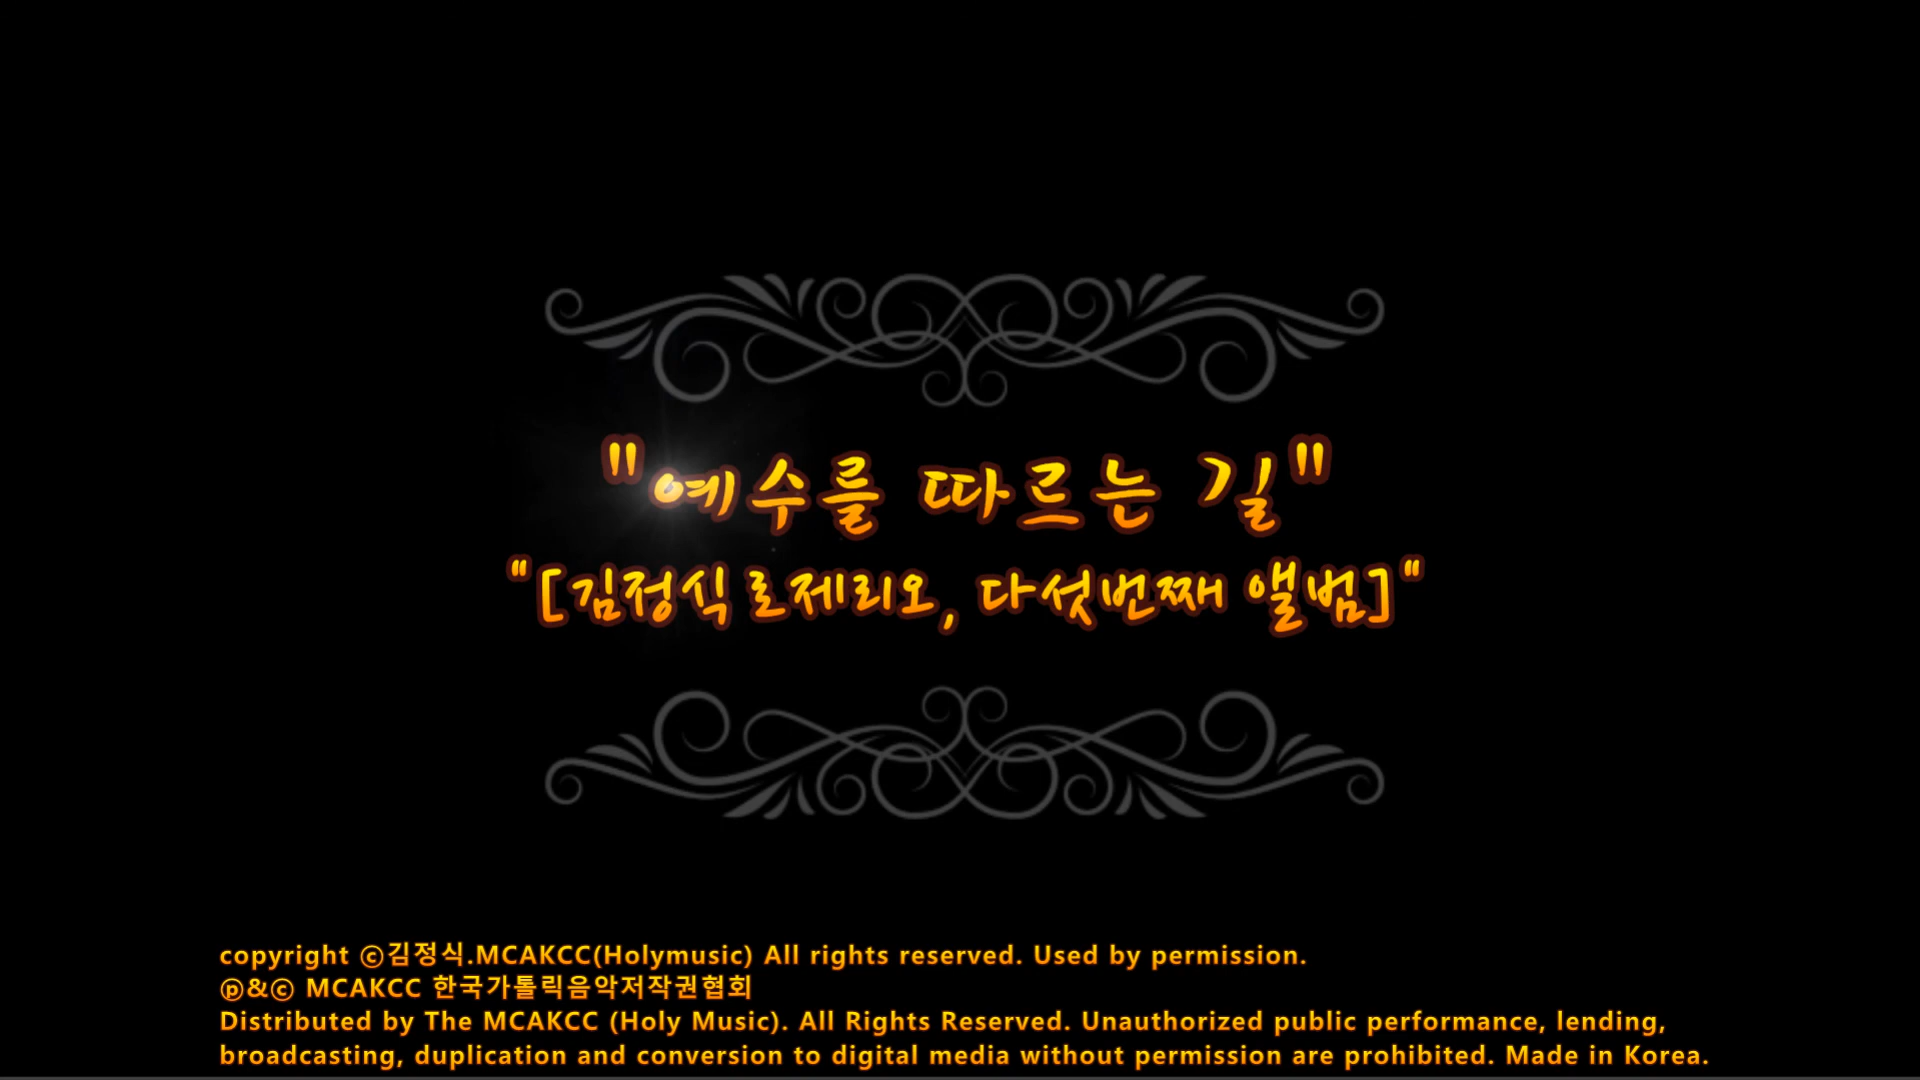 "예수를 따르는 길"
"[김정식 로제리오, 다섯번째 앨범]"
copyright ⓒ김정식.MCAKCC(Holymusic) All rights reserved. Used by permission.
ⓟ&ⓒ MCAKCC 한국가톨릭음악저작권협회
Distributed by The MCAKCC (Holy Music). All Rights Reserved. Unauthorized public performance, lending,
broadcasting, duplication and conversion to digital media without permission are prohibited. Made in Korea.